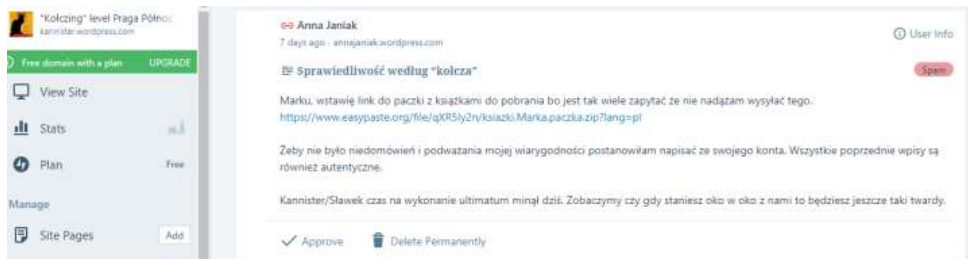 "Kołczing" level Praga Północ
kannister.wordpress.com
Free domain with a plan UPGRADE
View Site
Stats
Plan Free
Manage
Site Pages Add
Anna Janiak
7 days ago - annajaniak.wordpress.com
User Info
Sprawiedliwość według "kołcza"
Spam
Marku, wstawię link do paczki z książkami do pobrania bo jest tak wiele zapytać że nie nadążam wysyłać tego.
https://www.easypaste.org/file/qXR5Iy2n/ksiazki.Marka.paczka.zip?lang=pl
Żeby nie było niedomówień i podważania mojej wiarygodności postanowiłam napisać ze swojego konta. Wszystkie poprzednie wpisy są
również autentyczne.
Kannister/Sławek czas na wykonanie ultimatum minął dziś. Zobaczymy czy gdy staniesz oko w oko z nami to będziesz jeszcze taki twardy.
Approve Delete Permanently